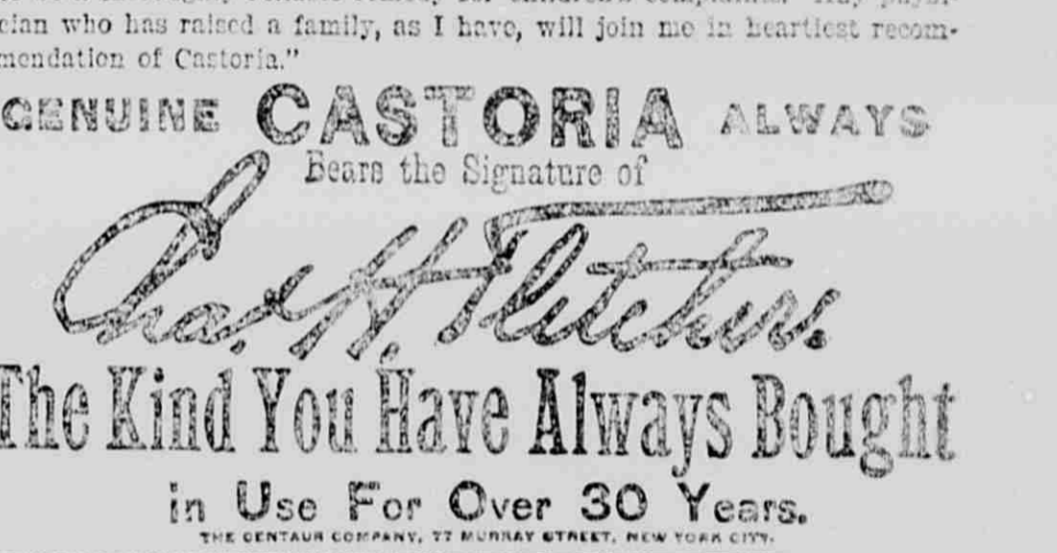 cian who has raised a family, as I have, will join me in heartiest recom-
mendation of Castoria."
GENUINE CASTORIA ALWAYS
Bears the Signature of
Chas. H. Fletcher.
The Kind You Have Always Bought
in Use For Over 30 Years.
THE CENTAUR COMPANY, 77 MURRAY STREET, NEW YORK CITY.